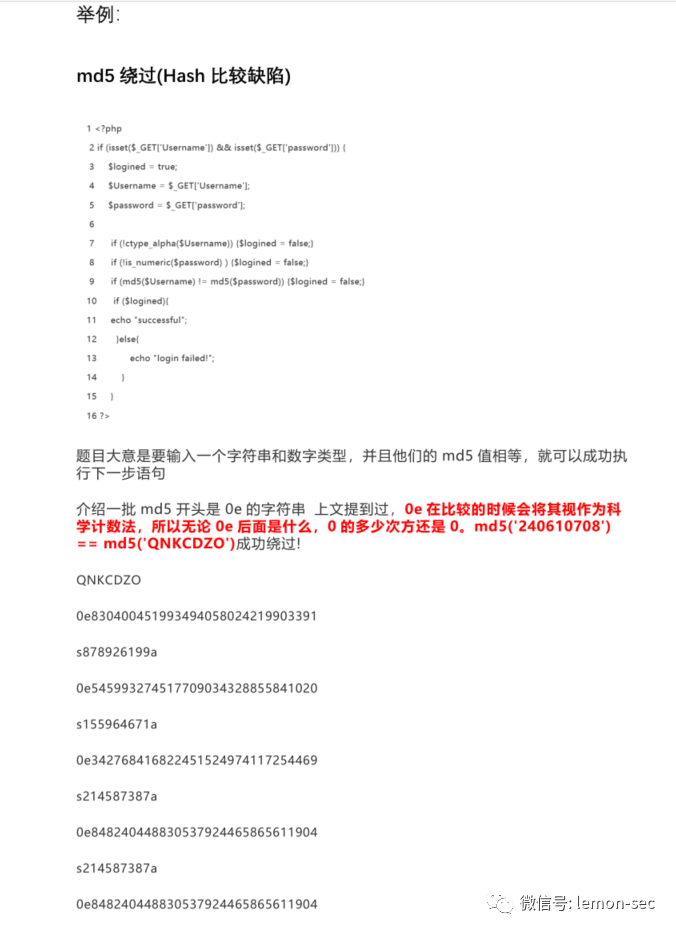 举例：
md5 绕过(Hash 比较缺陷)
1 <?php
2 if (isset($_GET['Username']) && isset($_GET['password'])) {
3 $logined = true;
4 $Username = $_GET['Username'];
5 $password = $_GET['password'];
6
7 if (!ctype_alpha($Username)) {$logined = false;}
8 if (!is_numeric($password) ) {$logined = false;}
9 if (md5($Username) != md5($password)) {$logined = false;}
10 if ($logined){
11 echo "successful";
12 }else{
13 echo "login failed!";
14 }
15 }
16 ?>
题目大意是要输入一个字符串和数字类型，并且他们的 md5 值相等，就可以成功执
行下一步语句
介绍一批 md5 开头是 0e 的字符串 上文提到过，0e 在比较的时候会将其视作为科
学计数法，所以无论 0e 后面是什么，0 的多少次方还是 0。md5('240610708')
== md5('QNKCDZO')成功绕过!
QNKCDZO
0e830400451993494058024219903391
s878926199a
0e545993274517709034328855841020
s155964671a
0e342768416822451524974117254469
s214587387a
0e848240448830537924465865611904
s214587387a
0e848240448830537924465865611904
微信号: lemon-sec